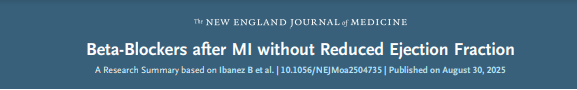 The NEW ENGLAND JOURNAL of MEDICINE
Beta-Blockers after MI without Reduced Ejection Fraction
A Research Summary based on Ibanez B et al. | 10.1056/NEJMoa2504735 | Published on August 30, 2025